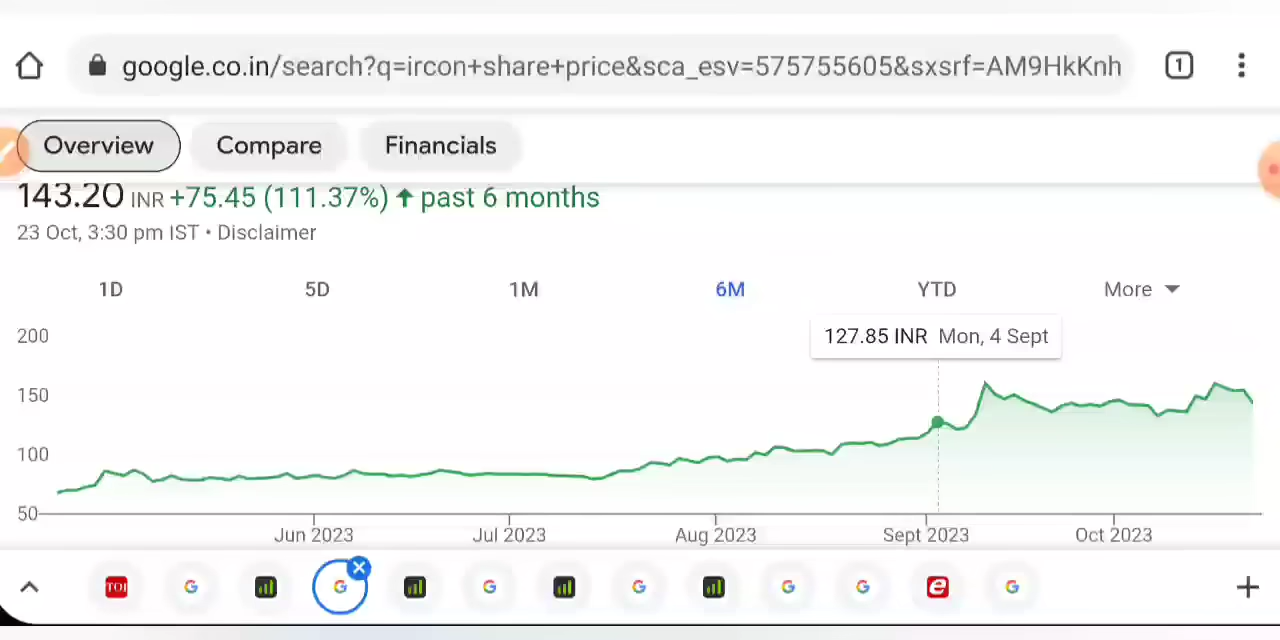 google.co.in/search?q=ircon+share+price&sca_esv=575755605&sxsrf=AM9HkKnh
1
Overview
Compare
Financials
143.20 INR +75.45 (111.37%) ↑ past 6 months
23 Oct, 3:30 pm IST • Disclaimer
1D 5D 1M 6M YTD More
127.85 INR Mon, 4 Sept
200
150
100
50
Jun 2023 Jul 2023 Aug 2023 Sept 2023 Oct 2023
TOI